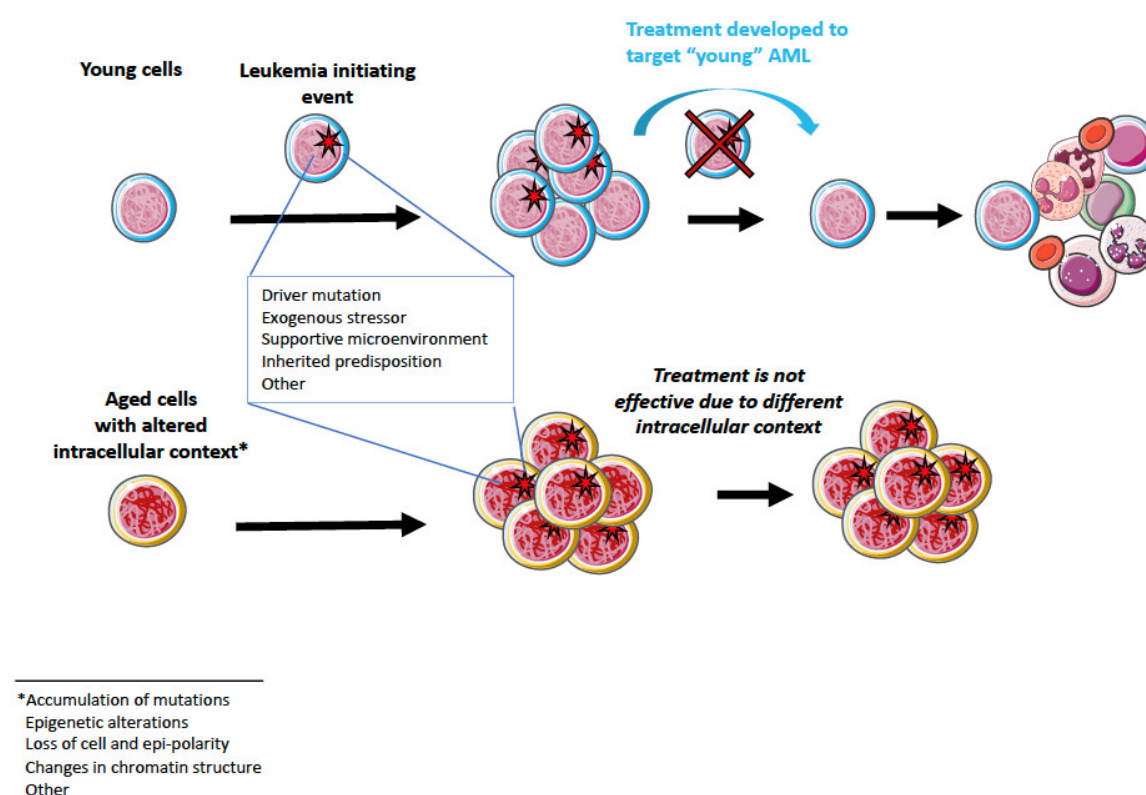 Treatment developed to
target “young” AML
Young cells
Leukemia initiating
event
Driver mutation
Exogenous stressor
Supportive microenvironment
Inherited predisposition
Other
Aged cells
with altered
intracellular context*
Treatment is not
effective due to different
intracellular context
*Accumulation of mutations
Epigenetic alterations
Loss of cell and epi-polarity
Changes in chromatin structure
Other